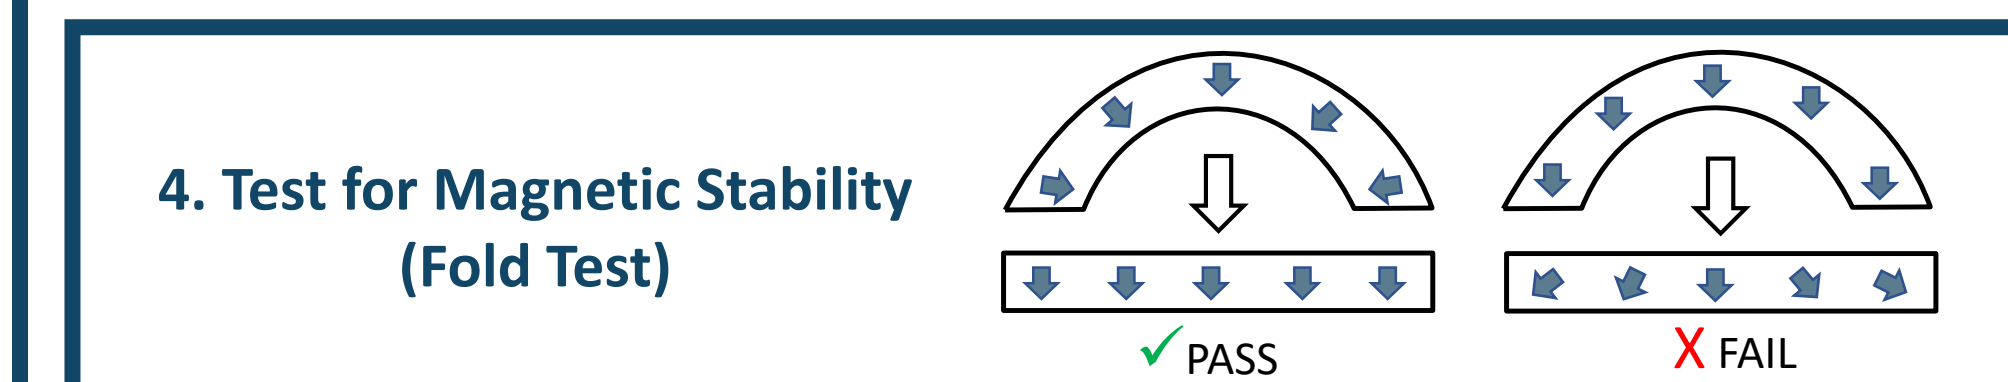 4. Test for Magnetic Stability
(Fold Test)
✓ PASS
X FAIL